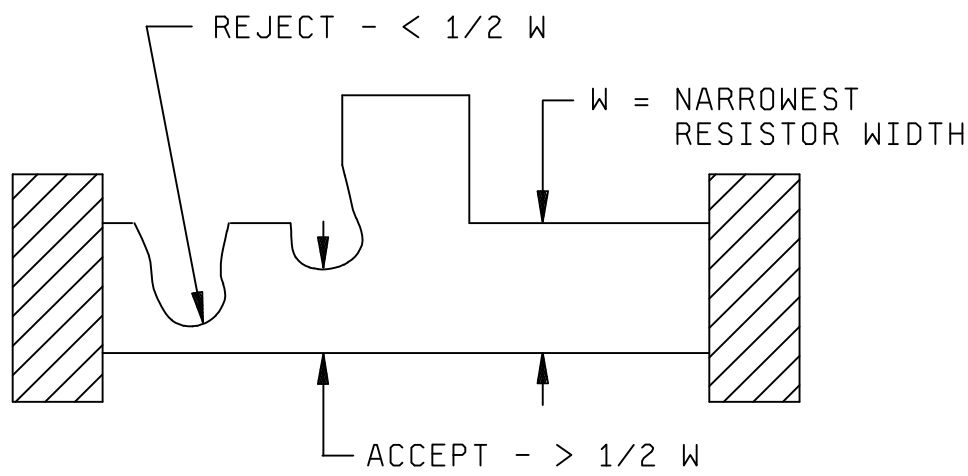 REJECT - < 1/2 W
W = NARROWEST
RESISTOR WIDTH
ACCEPT - > 1/2 W